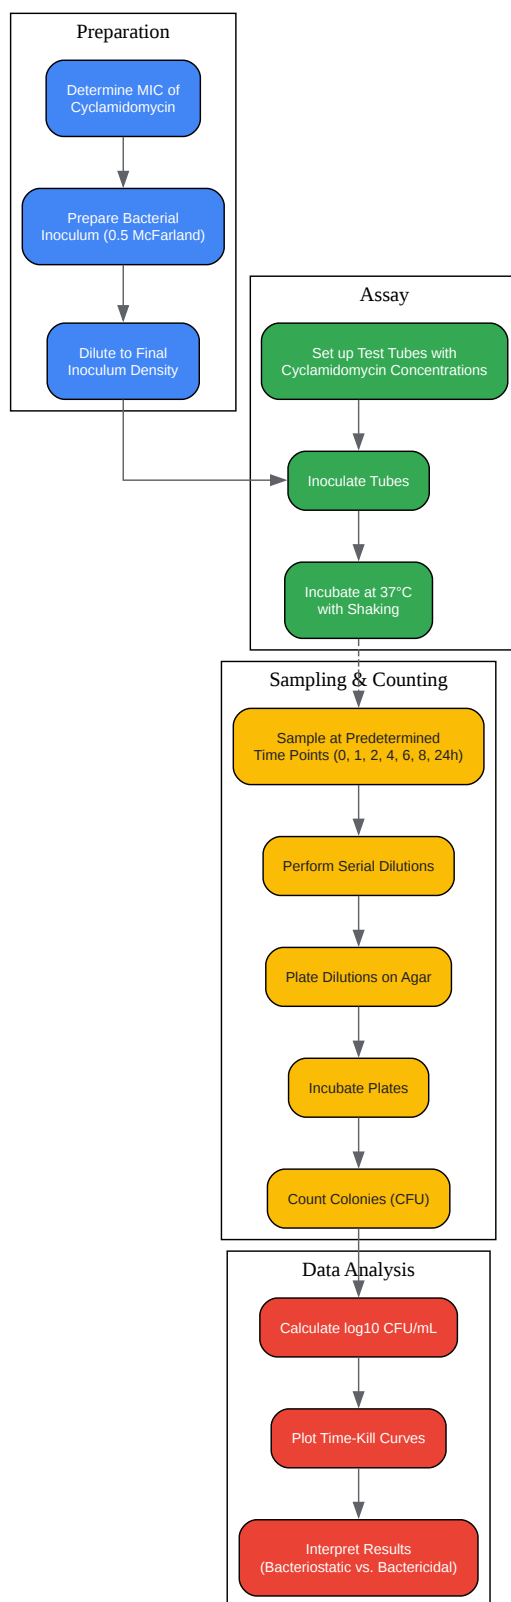 Preparation
Determine MIC of
Cyclamidomycin
Prepare Bacterial
Inoculum (0.5 McFarland)
Dilute to Final
Inoculum Density
Assay
Set up Test Tubes with
Cyclamidomycin Concentrations
Inoculate Tubes
Incubate at 37°C
with Shaking
Sampling & Counting
Sample at Predetermined
Time Points (0, 1, 2, 4, 6, 8, 24h)
Perform Serial Dilutions
Plate Dilutions on Agar
Incubate Plates
Count Colonies (CFU)
Data Analysis
Calculate log10 CFU/mL
Plot Time-Kill Curves
Interpret Results
(Bacteriostatic vs. Bactericidal)